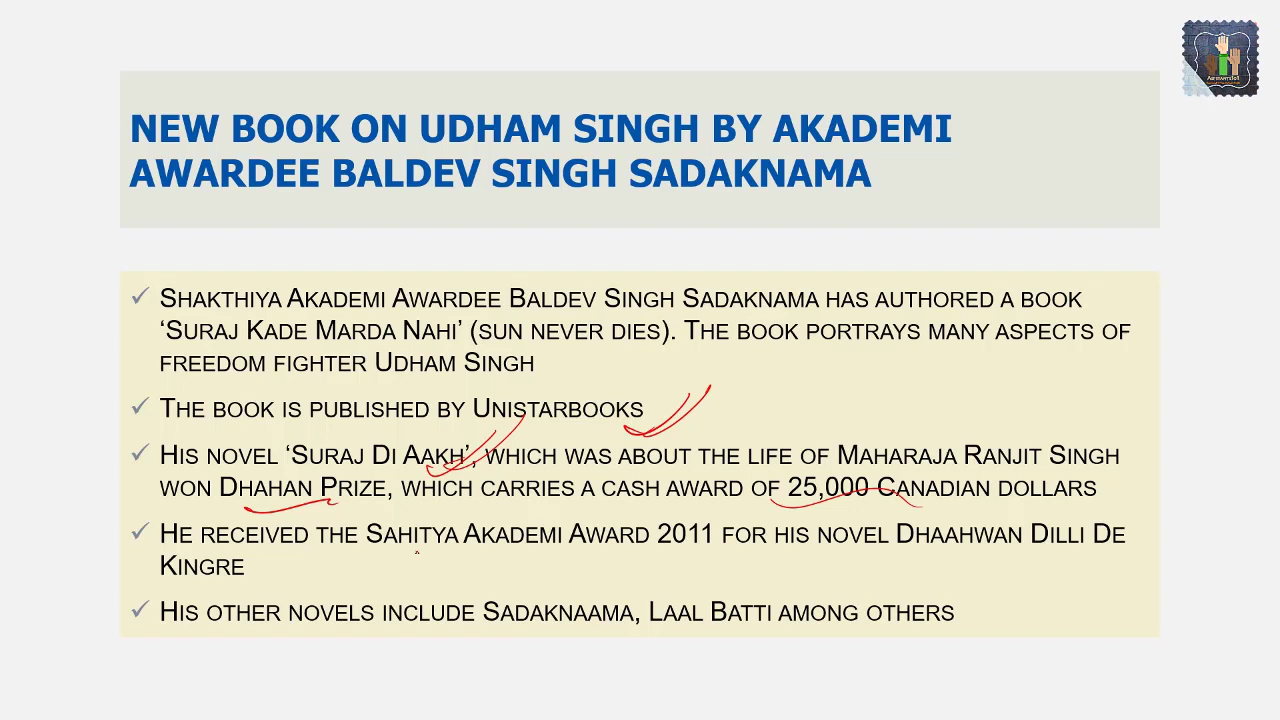 NEW BOOK ON UDHAM SINGH BY AKADEMI
AWARDEE BALDEV SINGH SADAKNAMA
SHAKTHIYA AKADEMI AWARDEE BALDEV SINGH SADAKNAMA HAS AUTHORED A BOOK
‘SURAJ KADE MARDA NAHI’ (SUN NEVER DIES). THE BOOK PORTRAYS MANY ASPECTS OF
FREEDOM FIGHTER UDHAM SINGH
THE BOOK IS PUBLISHED BY UNISTARBOOKS
HIS NOVEL ‘SURAJ DI AAKH’, WHICH WAS ABOUT THE LIFE OF MAHARAJA RANJIT SINGH
WON DHAHAN PRIZE, WHICH CARRIES A CASH AWARD OF 25,000 CANADIAN DOLLARS
HE RECEIVED THE SAHITYA AKADEMI AWARD 2011 FOR HIS NOVEL DHAAHWAN DILLI DE
KINGRE
HIS OTHER NOVELS INCLUDE SADAKNAAMA, LAAL BATTI AMONG OTHERS